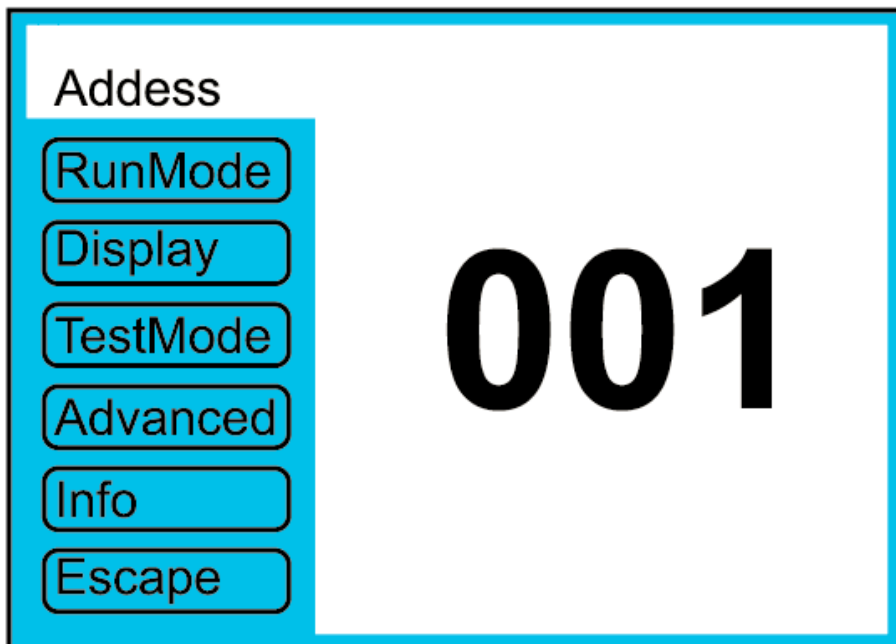 Addess
RunMode
Display
TestMode
Advanced
Info
Escape
001